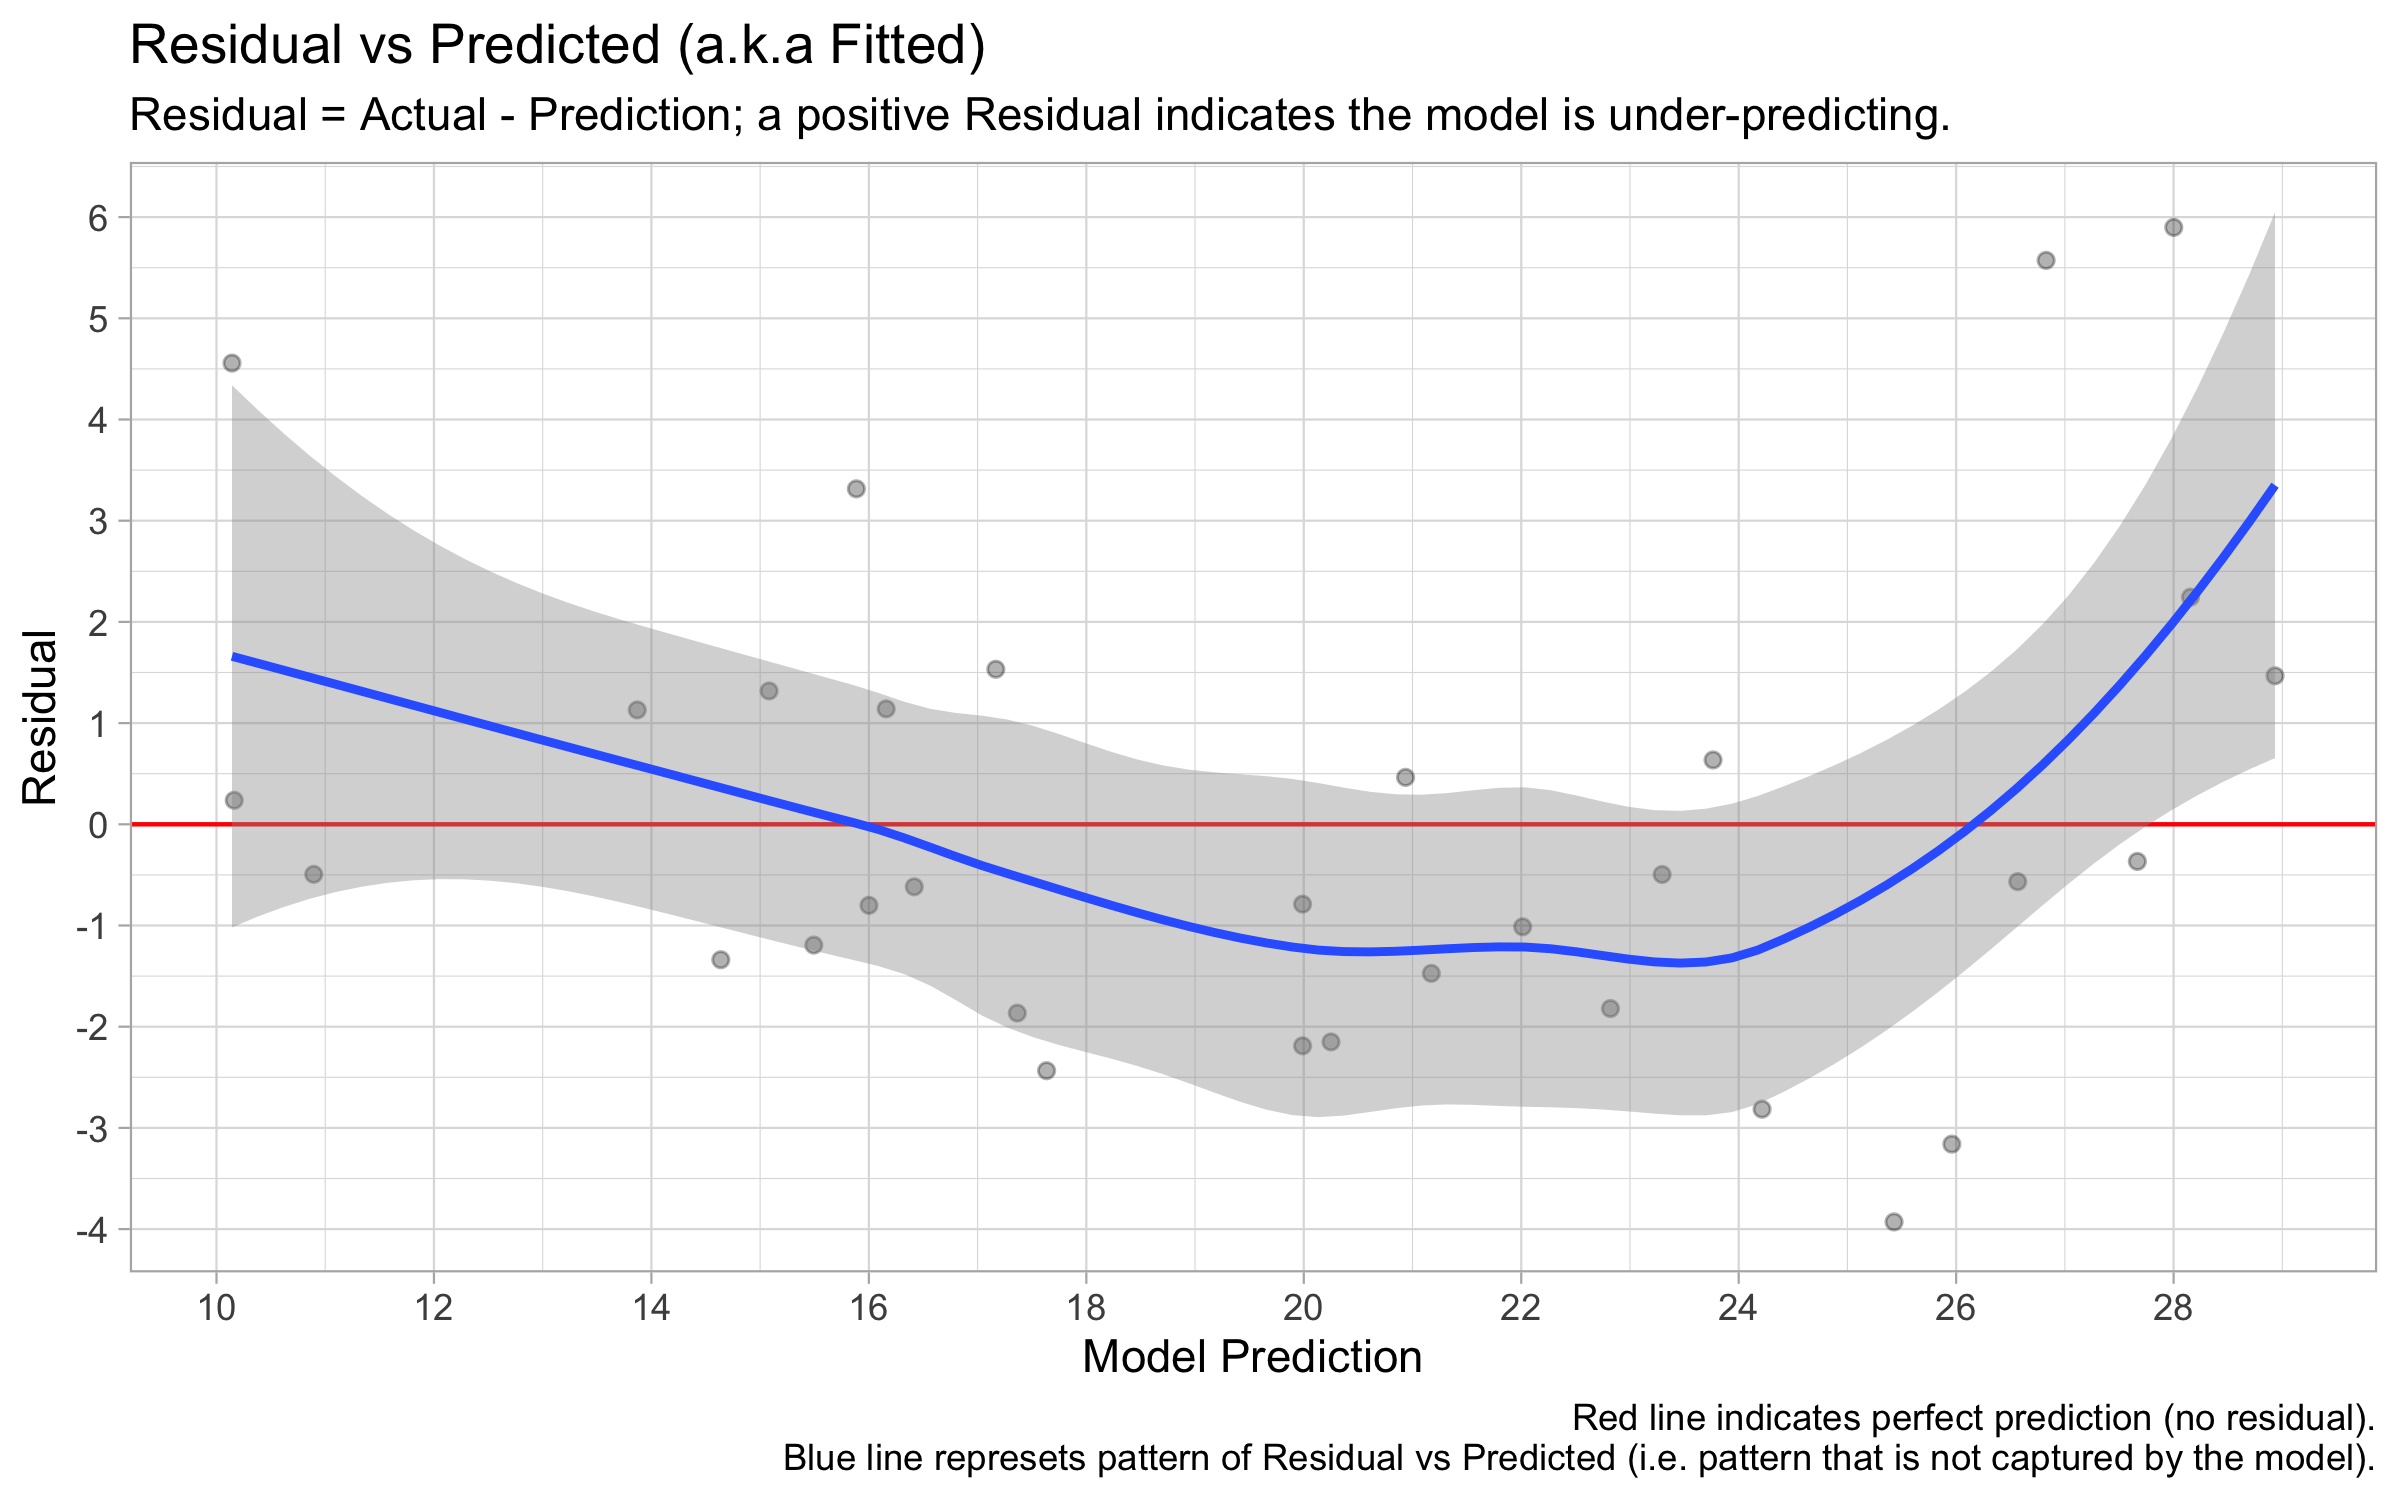 Residual vs Predicted (a.k.a Fitted)
Residual = Actual - Prediction; a positive Residual indicates the model is under-predicting.
6
5
4
3
2
1
0
-1
-2
-3
-4
Residual
10 12 14 16 18 20 22 24 26 28
Model Prediction
Red line indicates perfect prediction (no residual).
Blue line represets pattern of Residual vs Predicted (i.e. pattern that is not captured by the model).